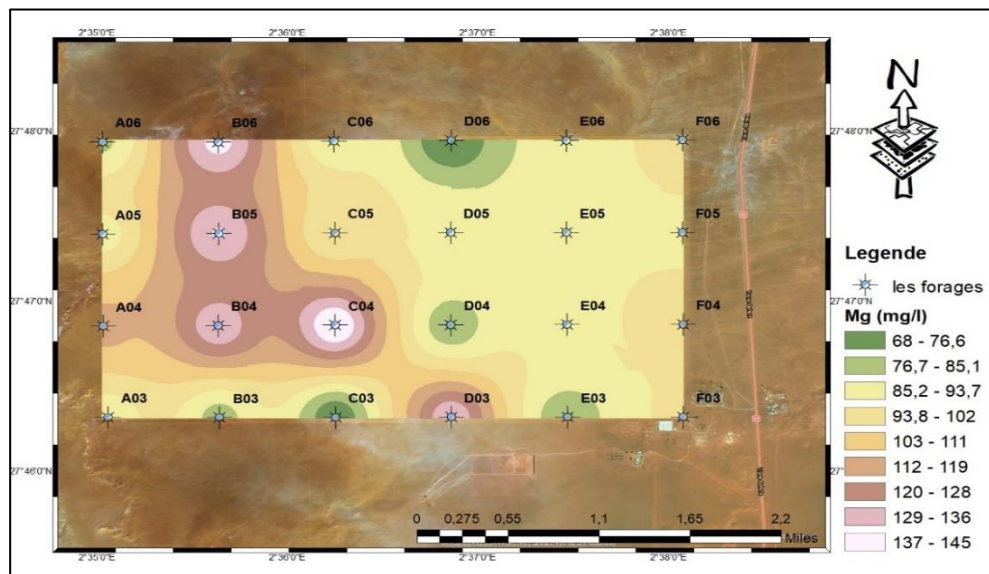 2°35'0"E 2°36'0"E 2°37'0"E 2°38'0"E
N
27°48'0"N A06 B06 C06 D06 E06 F06 27°48'0"N
A05 B05 C05 D05 E05 F05
27°47'0"N A04 B04 C04 D04 E04 F04 27°47'0"N
A03 B03 C03 D03 E03 F03
27°46'0"N
Legende
les forages
Mg (mg/l)
68 - 76,6
76,7 - 85,1
85,2 - 93,7
93,8 - 102
103 - 111
112 - 119
120 - 128
129 - 136
137 - 145
0 0,275 0,55 1,1 1,65 2,2
Miles
2°35'0"E 2°36'0"E 2°37'0"E 2°38'0"E